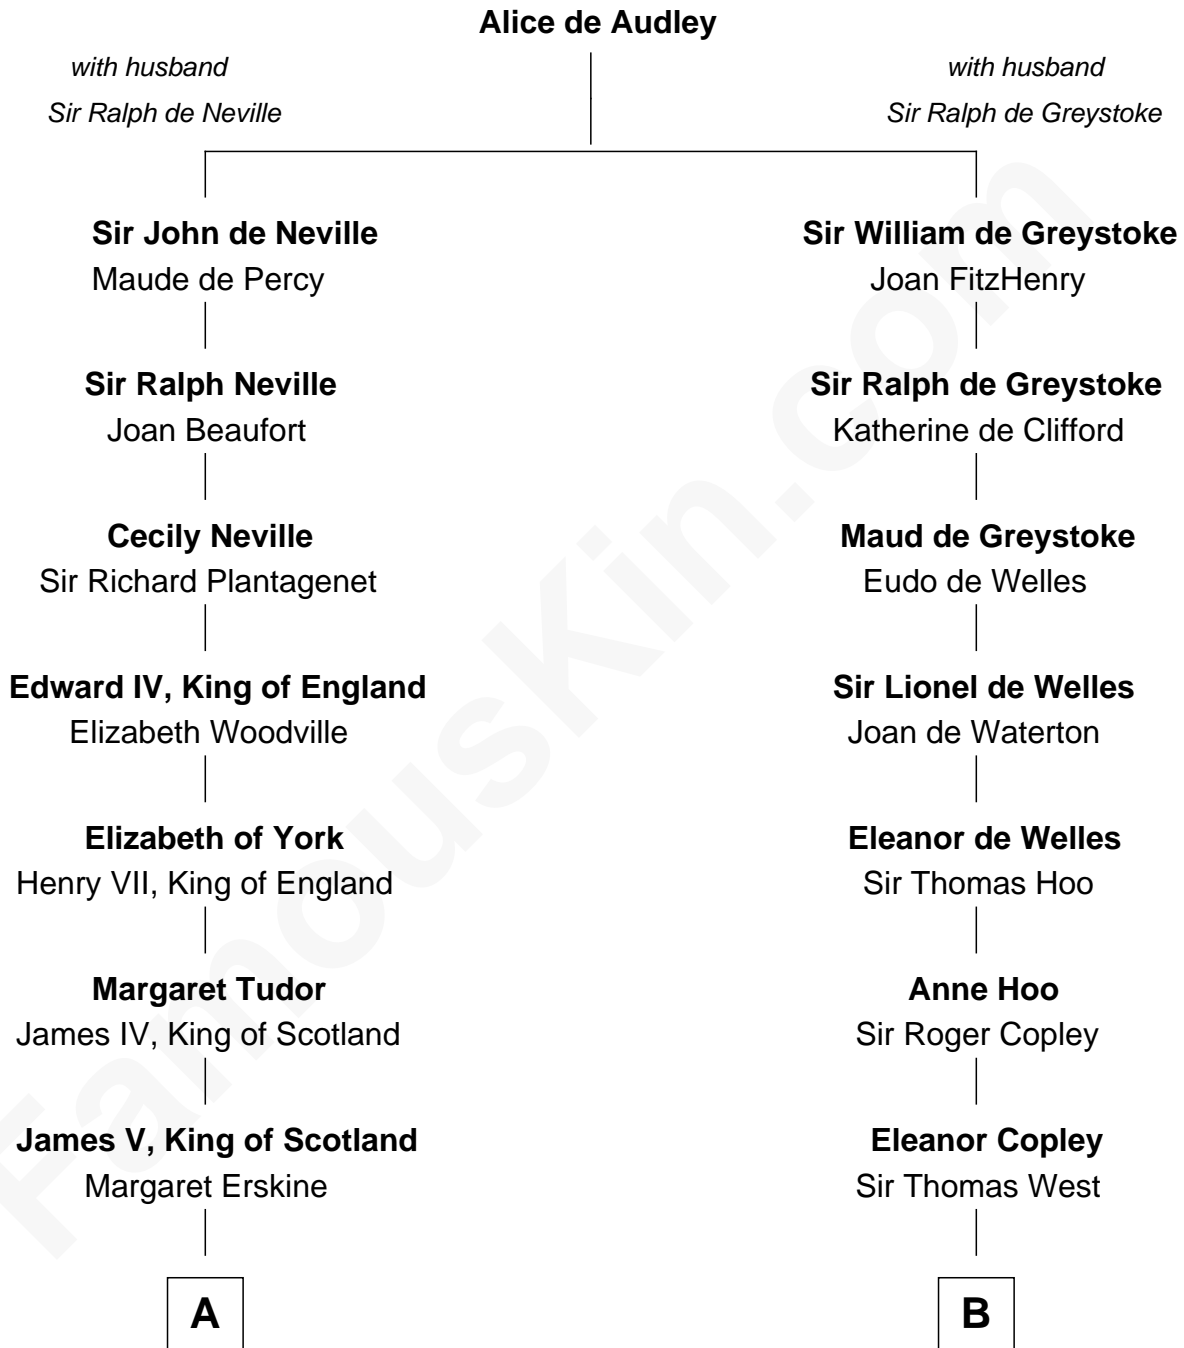 Alice de Audley
with husband
Sir Ralph de Neville
with husband
Sir Ralph de Greystoke
Sir John de Neville
Maude de Percy
Sir William de Greystoke
Joan FitzHenry
Sir Ralph Neville
Joan Beaufort
Sir Ralph de Greystoke
Katherine de Clifford
Cecily Neville
Sir Richard Plantagenet
Maud de Greystoke
Eudo de Welles
Edward IV, King of England
Elizabeth Woodville
Sir Lionel de Welles
Joan de Waterton
Elizabeth of York
Henry VII, King of England
Eleanor de Welles
Sir Thomas Hoo
Margaret Tudor
James IV, King of Scotland
Anne Hoo
Sir Roger Copley
James V, King of Scotland
Margaret Erskine
Eleanor Copley
Sir Thomas West
A
B
FamousKin.com